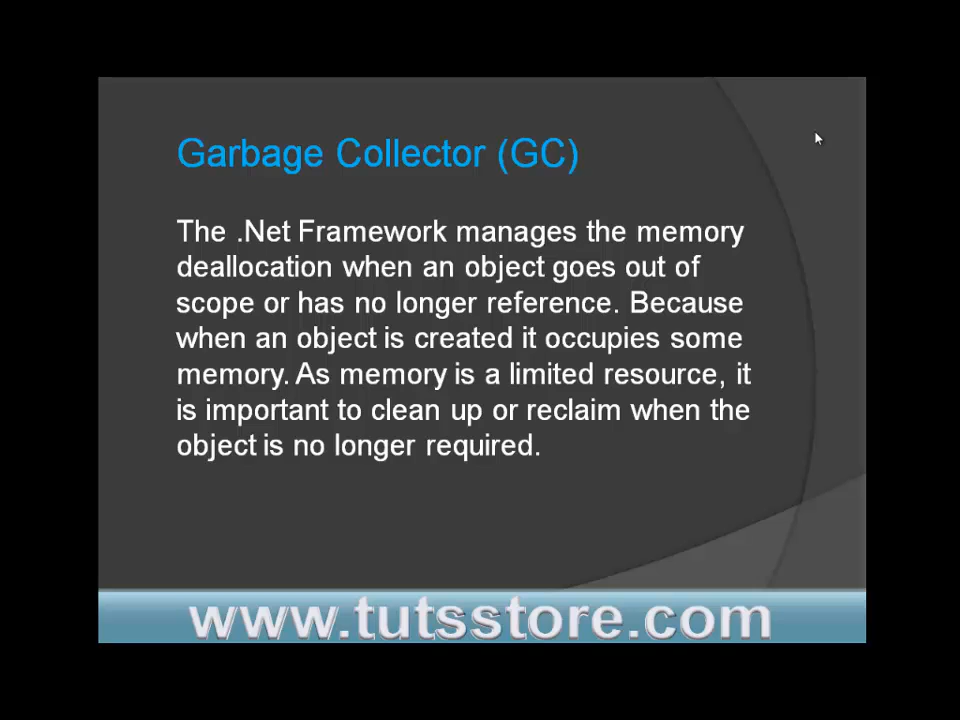 Garbage Collector (GC)
The .Net Framework manages the memory
deallocation when an object goes out of
scope or has no longer reference. Because
when an object is created it occupies some
memory. As memory is a limited resource, it
is important to clean up or reclaim when the
object is no longer required.
www.tutsstore.com